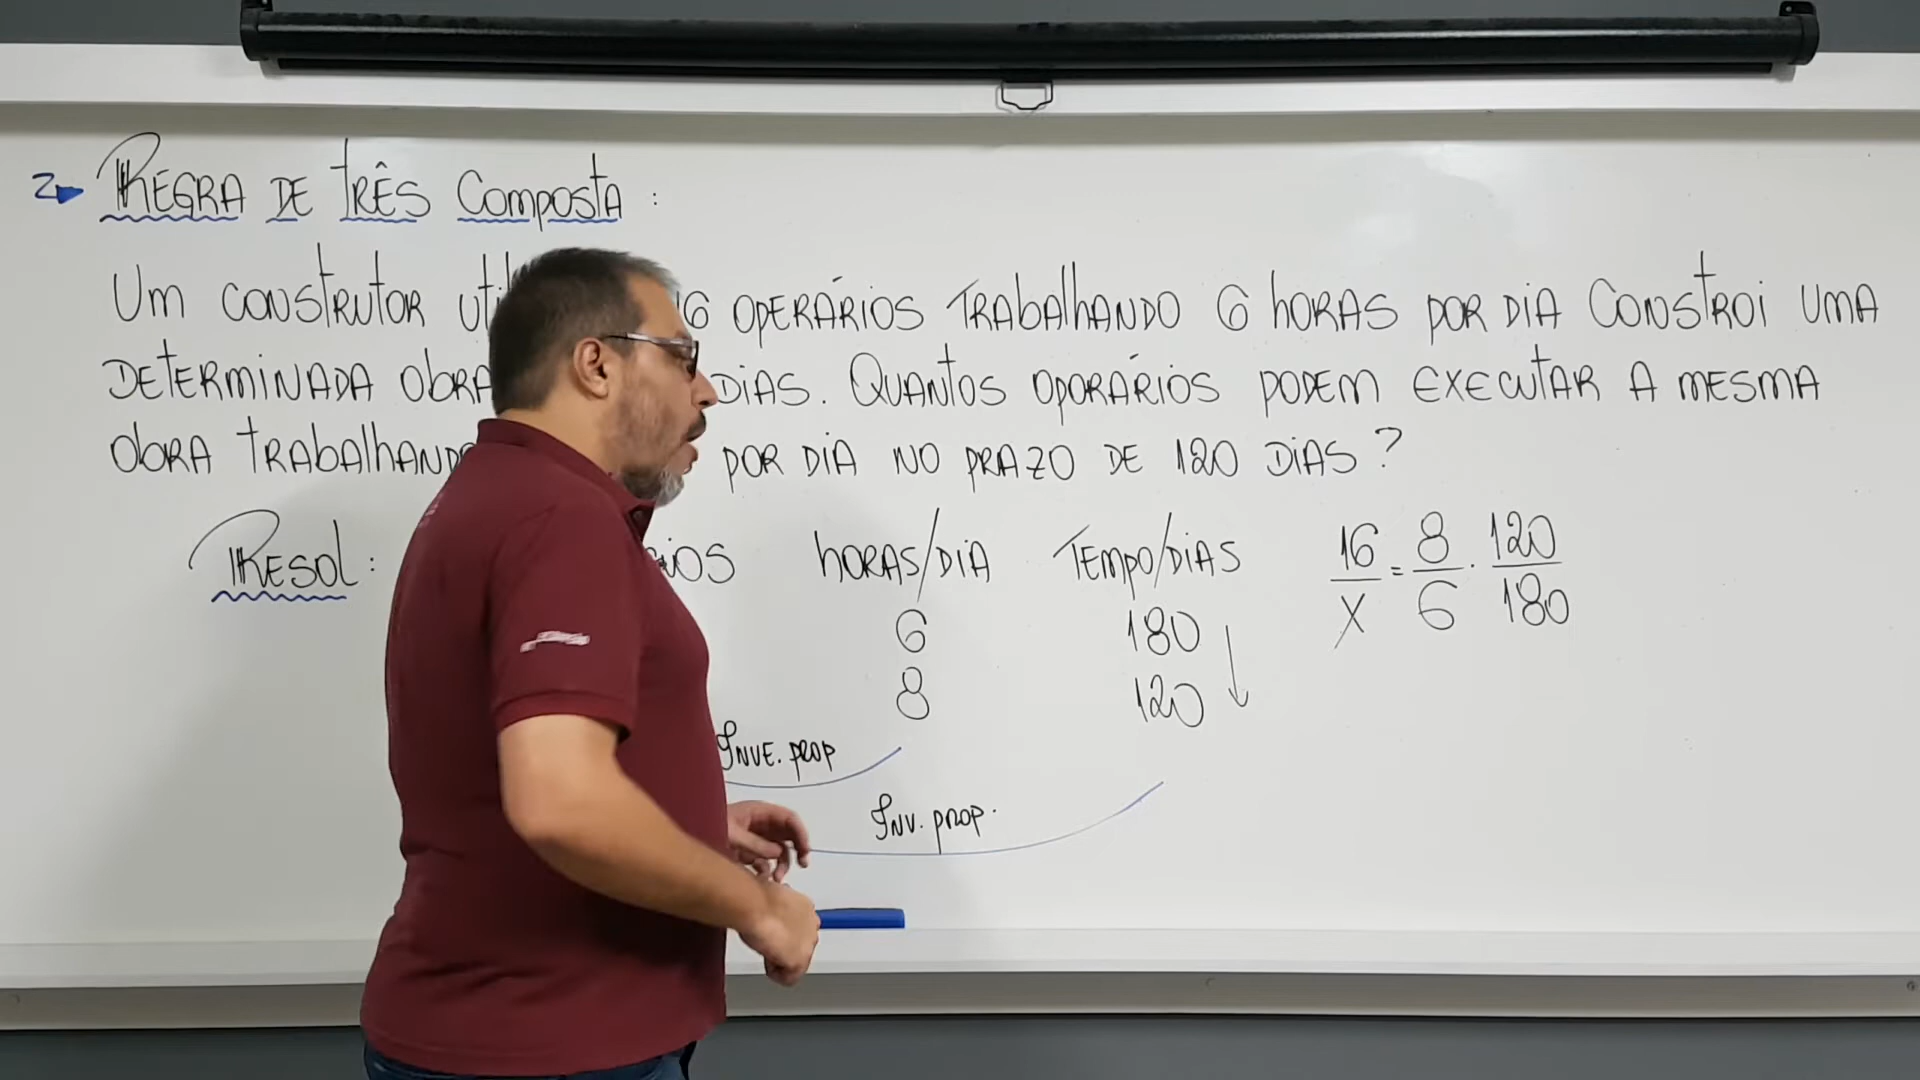 2 REGRA DE TRÊS COMPOSTA :
UM CONSTRUTOR 6 OPERÁRIOS TRABALHANDO 6 HORAS POR DIA CONSTROI UMA
DETERMINADA OBRA DIAS. QUANTOS OPORÁRIOS PODEM EXECUTAR A MESMA
OBRA POR DIA NO PRAZO DE 120 DIAS ?
RESOL : HORAS/DIA TEMPO/DIAS 16/X = 8/6 · 120/180
6 180
8 120
INVE. PROP
INV. PROP.